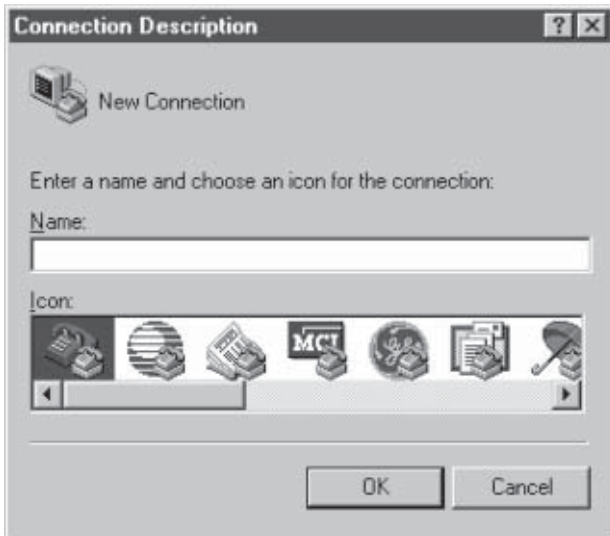 Connection Description
New Connection
Enter a name and choose an icon for the connection:
Name:
Icon:
MCI
OK Cancel